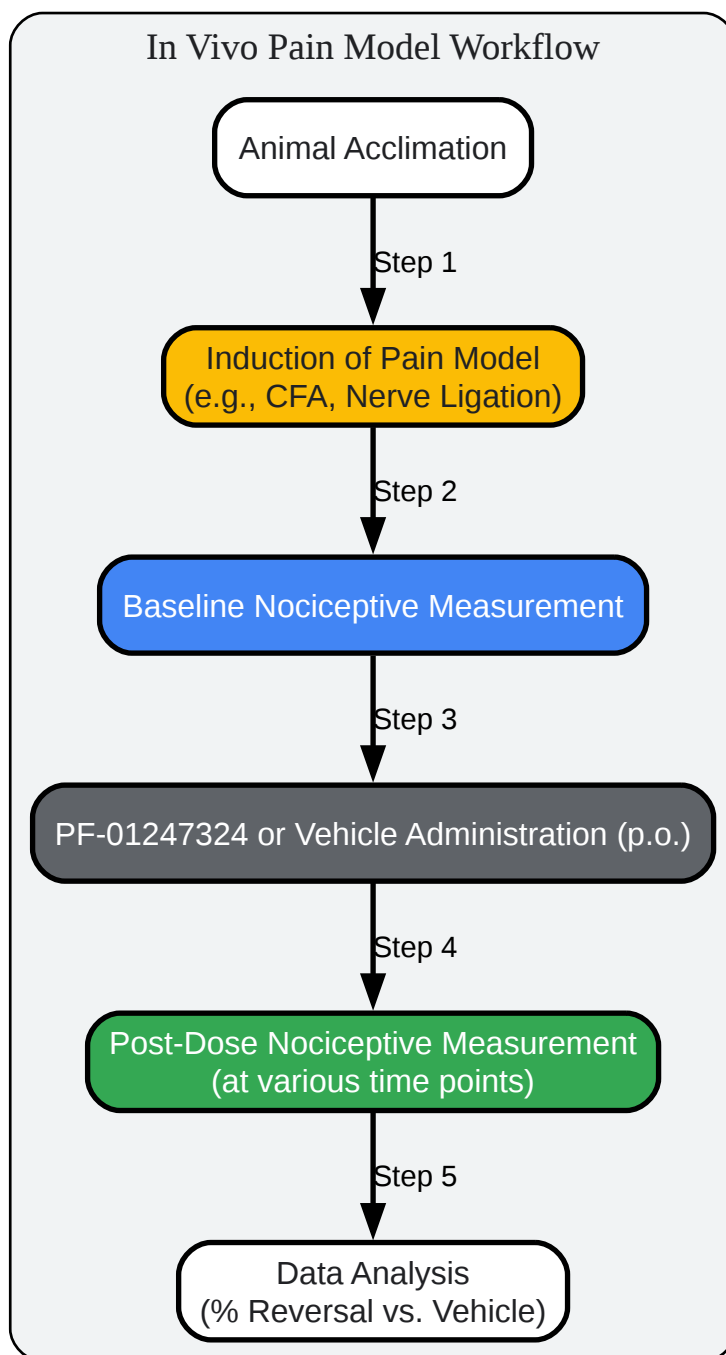 In Vivo Pain Model Workflow
Animal Acclimation
Step 1
Induction of Pain Model
(e.g., CFA, Nerve Ligation)
Step 2
Baseline Nociceptive Measurement
Step 3
PF-01247324 or Vehicle Administration (p.o.)
Step 4
Post-Dose Nociceptive Measurement
(at various time points)
Step 5
Data Analysis
(% Reversal vs. Vehicle)